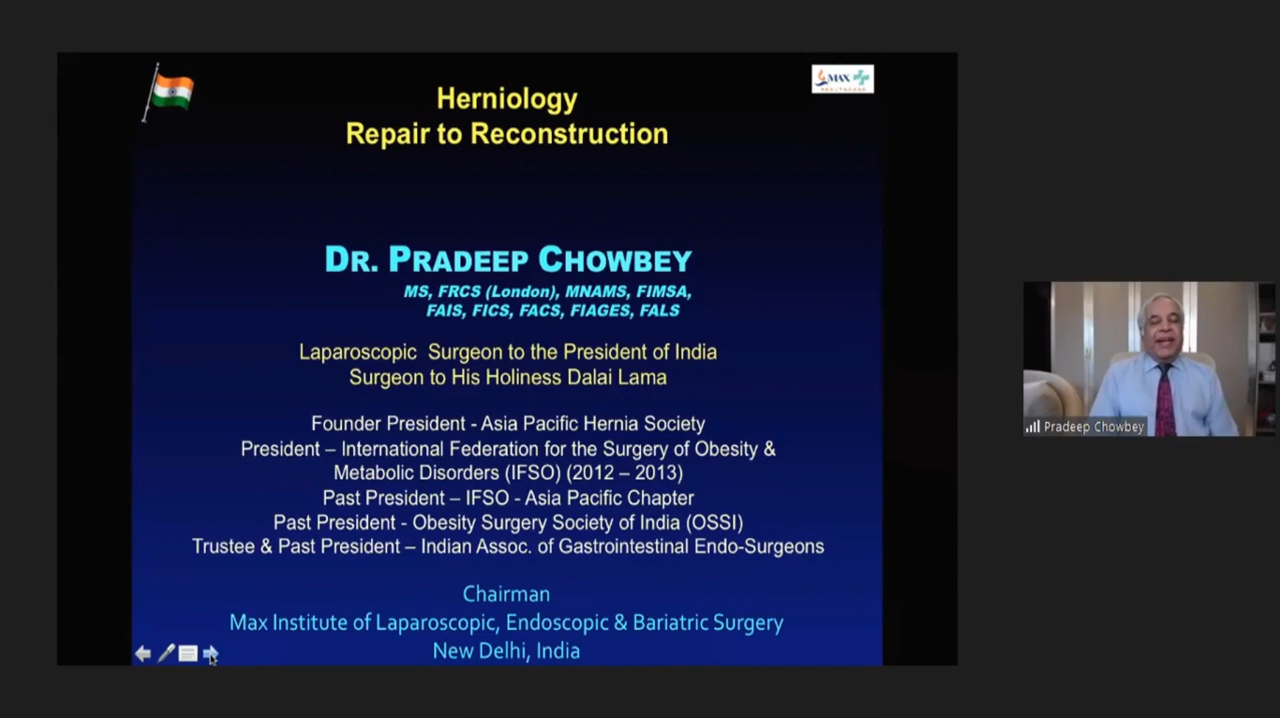 Herniology
Repair to Reconstruction
MAX
HEALTHCARE
DR. PRADEEP CHOWBEY
MS, FRCS (London), MNAMS, FIMSA,
FAIS, FICS, FACS, FIAGES, FALS
Laparoscopic Surgeon to the President of India
Surgeon to His Holiness Dalai Lama
Founder President - Asia Pacific Hernia Society
President – International Federation for the Surgery of Obesity &
Metabolic Disorders (IFSO) (2012 – 2013)
Past President – IFSO - Asia Pacific Chapter
Past President - Obesity Surgery Society of India (OSSI)
Trustee & Past President – Indian Assoc. of Gastrointestinal Endo-Surgeons
Chairman
Max Institute of Laparoscopic, Endoscopic & Bariatric Surgery
New Delhi, India
Pradeep Chowbey